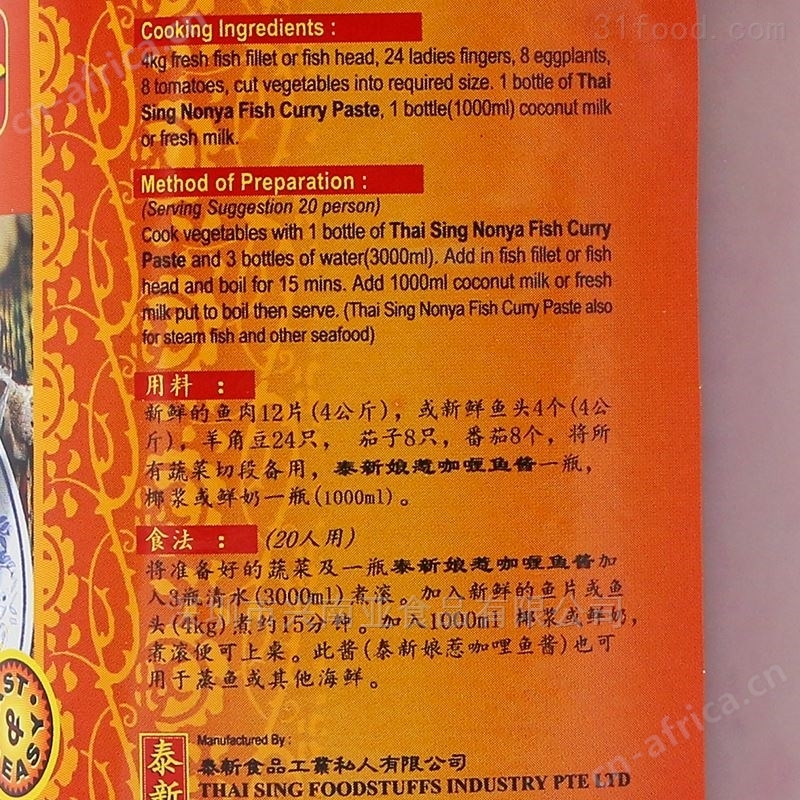 31food.com
Cooking Ingredients :
4kg fresh fish fillet or fish head, 24 ladies fingers, 8 eggplants,
8 tomatoes, cut vegetables into required size. 1 bottle of Thai
Sing Nonya Fish Curry Paste, 1 bottle(1000ml) coconut milk
or fresh milk.
Method of Preparation :
(Serving Suggestion 20 person)
Cook vegetables with 1 bottle of Thai Sing Nonya Fish Curry
Paste and 3 bottles of water(3000ml). Add in fish fillet or fish
head and boil for 15 mins. Add 1000ml coconut milk or fresh
milk put to boil then serve. (Thai Sing Nonya Fish Curry Paste also
for steam fish and other seafood)
用料 :
新鲜的鱼肉12片(4公斤), 或新鲜鱼头4个(4公
斤), 羊角豆24只, 茄子8只, 番茄8个, 将所
有蔬菜切段备用, 泰新娘惹咖喱鱼酱一瓶,
椰浆或鲜奶一瓶(1000ml)。
食法 : (20人用)
将准备好的蔬菜及一瓶泰新娘惹咖喱鱼酱加
入3瓶清水(3000ml)煮滚。加入新鲜的鱼片或鱼
头(4kg)煮约15分钟。加入1000ml 椰浆或鲜奶,
煮滚便可上桌。此酱(泰新娘惹咖哩鱼酱)也可
用于蒸鱼或其他海鲜。
&
EAS
泰新
Manufactured By :
泰新食品工業私人有限公司
THAI SING FOODSTUFFS INDUSTRY PTE LTD
cn-africa.cn